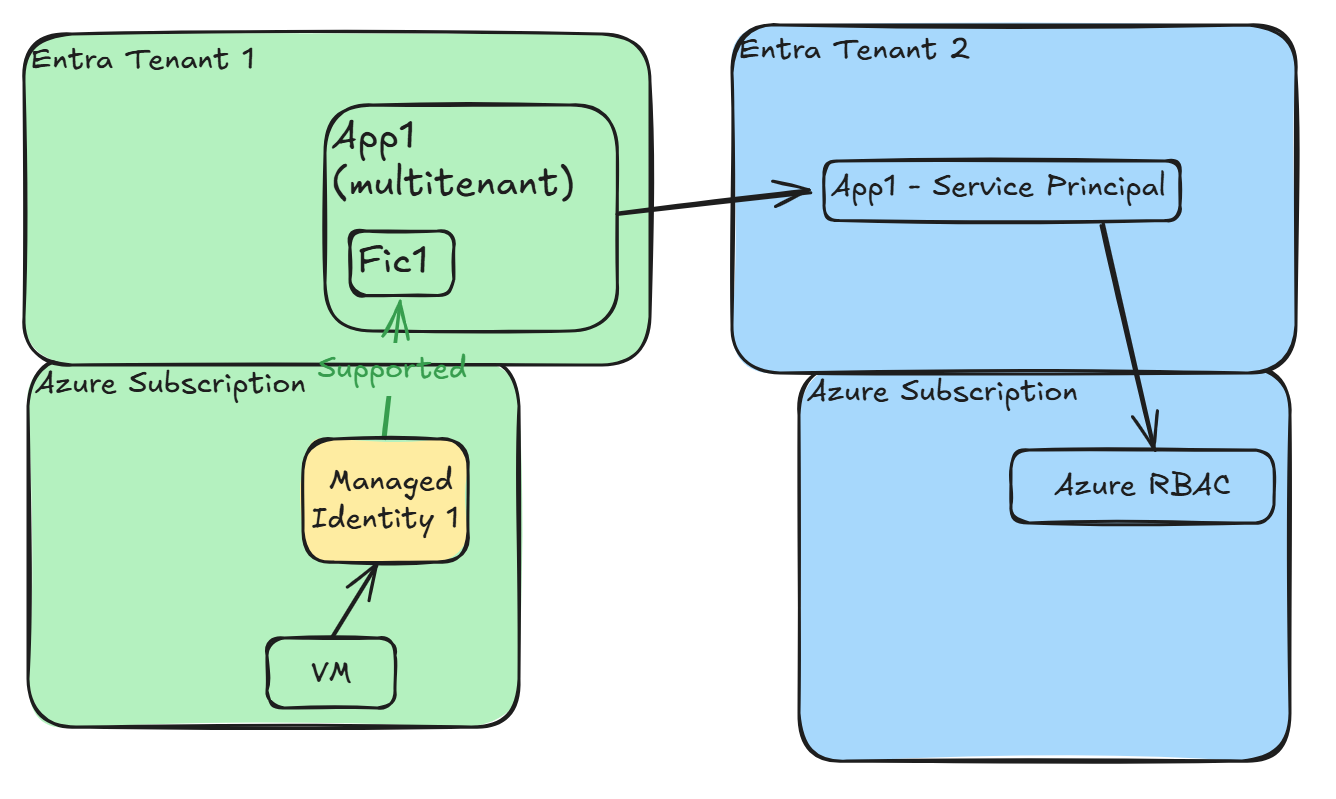 Entra Tenant 1
App1
(multitenant)
Fic1
Supported
Azure Subscription
Managed
Identity 1
VM
Entra Tenant 2
App1 - Service Principal
Azure Subscription
Azure RBAC